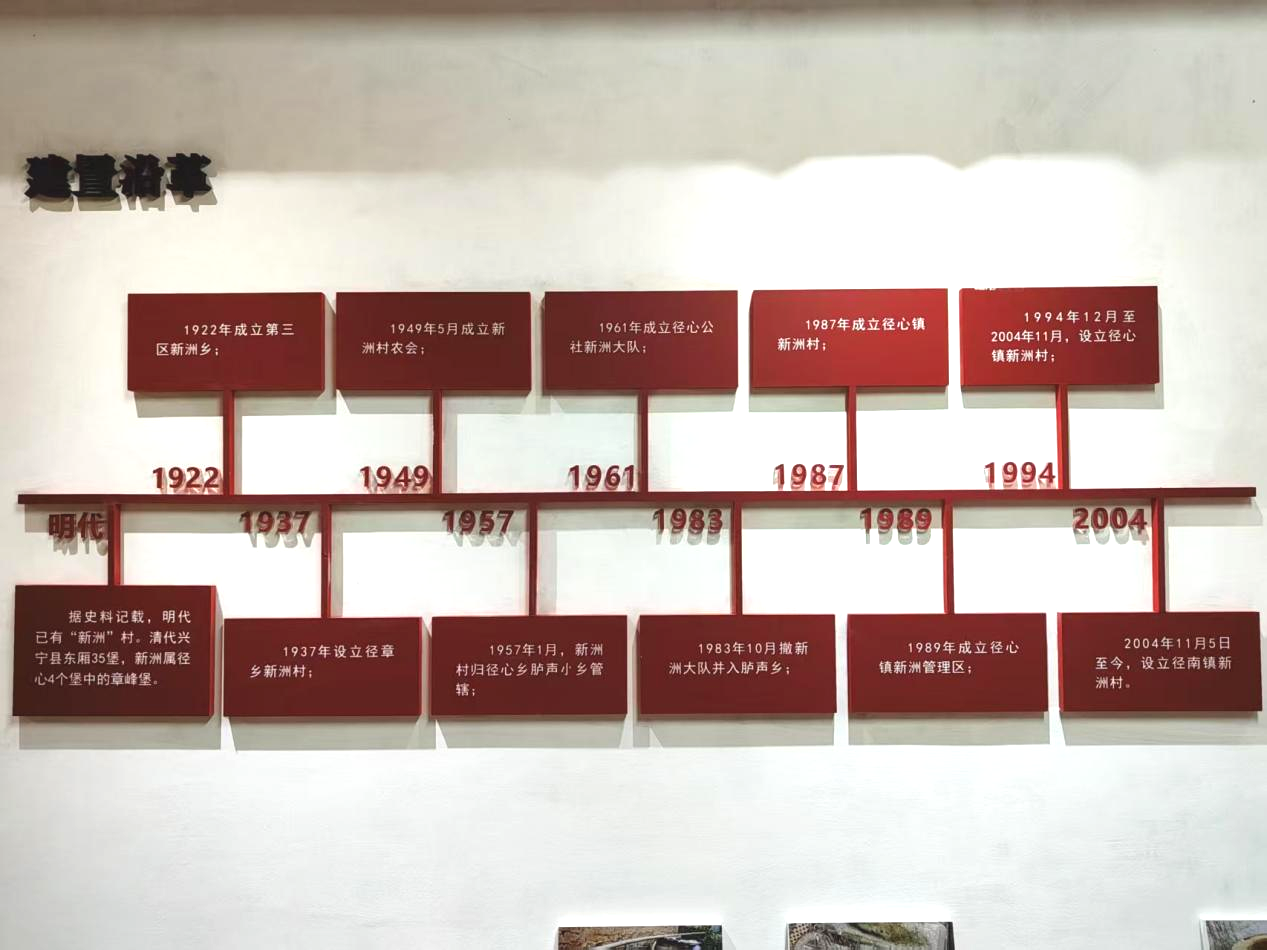 建置沿革
1922年成立第三
区新洲乡；
1949年5月成立新
洲村农会；
1961年成立径心公
社新洲大队；
1987年成立径心镇
新洲村；
1994年12月至
2004年11月，设立径心
镇新洲村；
1922
1949
1961
1987
1994
明代
1937
1957
1983
1989
2004
据史料记载，明代
已有“新洲”村。清代兴
宁县东厢35堡，新洲属径
心4个堡中的章峰堡。
1937年设立径章
乡新洲村；
1957年1月，新洲
村归径心乡胪声小乡管
辖；
1983年10月撤新
洲大队并入胪声乡；
1989年成立径心
镇新洲管理区；
2004年11月5日
至今，设立径南镇新
洲村。